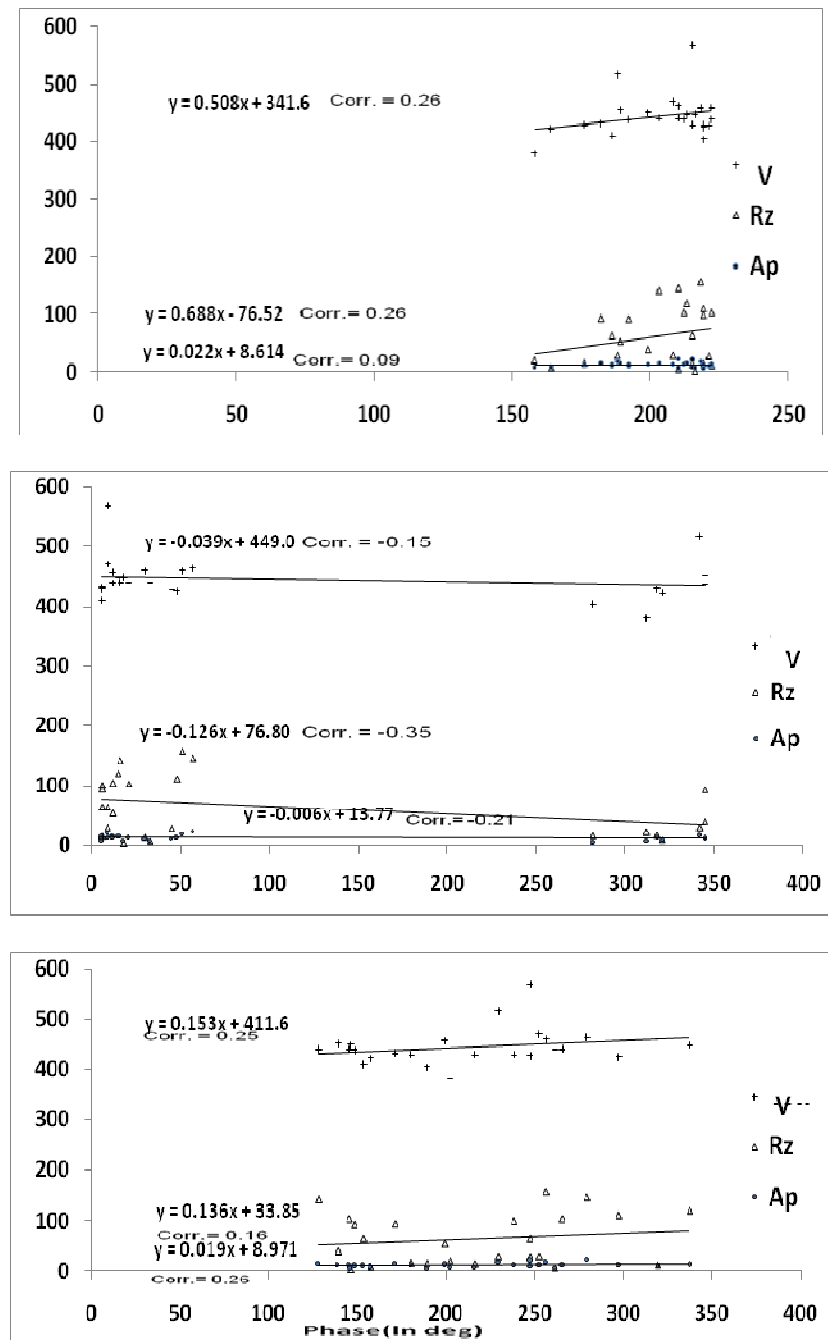 600
500
y = 0.508x + 341.6 Corr. = 0.26
400
300
V
Rz
200
Ap
y = 0.688x - 76.52 Corr. = 0.26
100
y = 0.022x + 8.614 Corr. = 0.09
0
0 50 100 150 200 250
600
y = -0.039x + 449.0 Corr. = -0.15
500
400
300
V
Rz
200
y = -0.126x + 76.80 Corr. = -0.35
Ap
100
y = -0.006x + 13.77 Corr. = -0.21
0
0 50 100 150 200 250 300 350 400
600
500
y = 0.153x + 411.6
Corr. = 0.25
400
300
V
Rz
200
Ap
y = 0.136x + 33.85
100
Corr. = 0.16
y = 0.019x + 8.971
0
Corr. = 0.26
0 50 100 150 200 250 300 350 400
Phase(In deg)